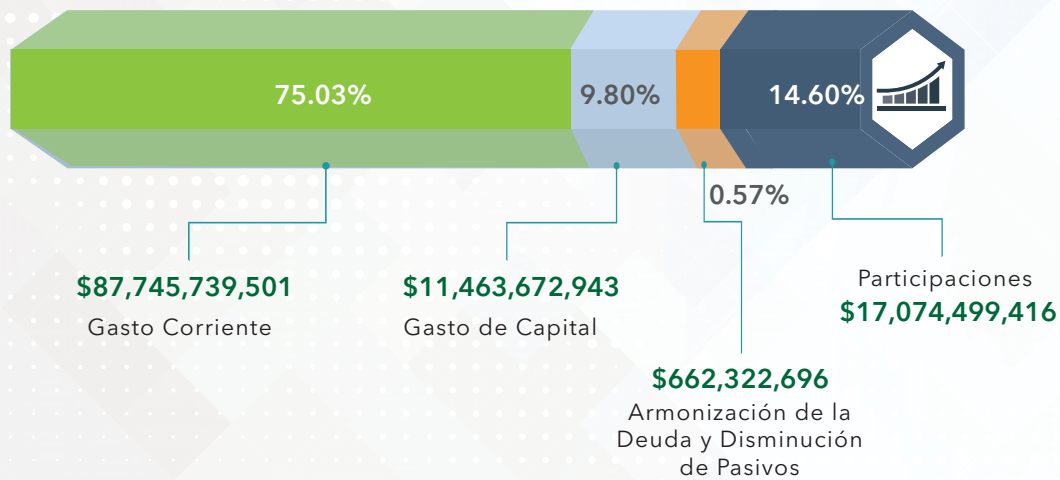 75.03%
9.80%
14.60%
0.57%
$87,745,739,501
Gasto Corriente
$11,463,672,943
Gasto de Capital
$662,322,696
Armonización de la
Deuda y Disminución
de Pasivos
Participaciones
$17,074,499,416